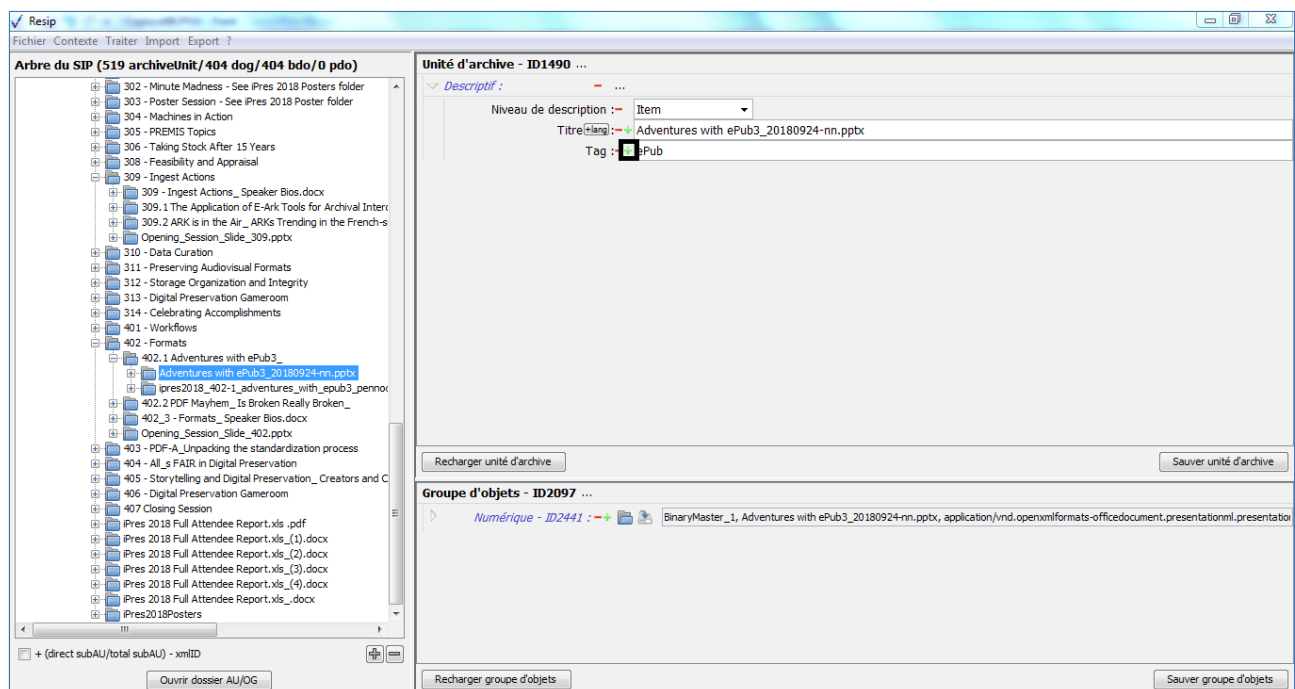 Resip
Fichier Contexte Traiter Import Export ?
Arbre du SIP (519 archiveUnit/404 dog/404 bdo/0 pdo)
302 - Minute Madness - See iPres 2018 Posters folder
303 - Poster Session - See iPres 2018 Poster folder
304 - Machines in Action
305 - PREMIS Topics
306 - Taking Stock After 15 Years
308 - Feasibility and Appraisal
309 - Ingest Actions
309 - Ingest Actions_ Speaker Bios.docx
309.1 The Application of E-Ark Tools for Archival Interc
309.2 ARK is in the Air_ ARKs Trending in the French-s
Opening_Session_Slide_309.pptx
310 - Data Curation
311 - Preserving Audiovisual Formats
312 - Storage Organization and Integrity
313 - Digital Preservation Gameroom
314 - Celebrating Accomplishments
401 - Workflows
402 - Formats
402.1 Adventures with ePub3_
Adventures with ePub3_20180924-nn.pptx
ipres2018_402-1_adventures_with_epub3_pennoc
402.2 PDF Mayhem_ Is Broken Really Broken_
402_3 - Formats_ Speaker Bios.docx
Opening_Session_Slide_402.pptx
403 - PDF-A_Unpacking the standardization process
404 - All_s FAIR in Digital Preservation
405 - Storytelling and Digital Preservation_ Creators and C
406 - Digital Preservation Gameroom
407 Closing Session
iPres 2018 Full Attendee Report.xls .pdf
iPres 2018 Full Attendee Report.xls_(1).docx
iPres 2018 Full Attendee Report.xls_(2).docx
iPres 2018 Full Attendee Report.xls_(3).docx
iPres 2018 Full Attendee Report.xls_(4).docx
iPres 2018 Full Attendee Report.xls_.docx
iPres2018Posters
+ (direct subAU/total subAU) - xmlID
Ouvrir dossier AU/OG
Unité d'archive - ID1490 ...
Descriptif : - ...
Niveau de description :- Item
Titre +lang :-+ Adventures with ePub3_20180924-nn.pptx
Tag :-+ ePub
Recharger unité d'archive
Sauver unité d'archive
Groupe d'objets - ID2097 ...
Numérique - ID2441 : -+ BinaryMaster_1, Adventures with ePub3_20180924-nn.pptx, application/vnd.openxmlformats-officedocument.presentationml.presentation
Recharger groupe d'objets
Sauver groupe d'objets